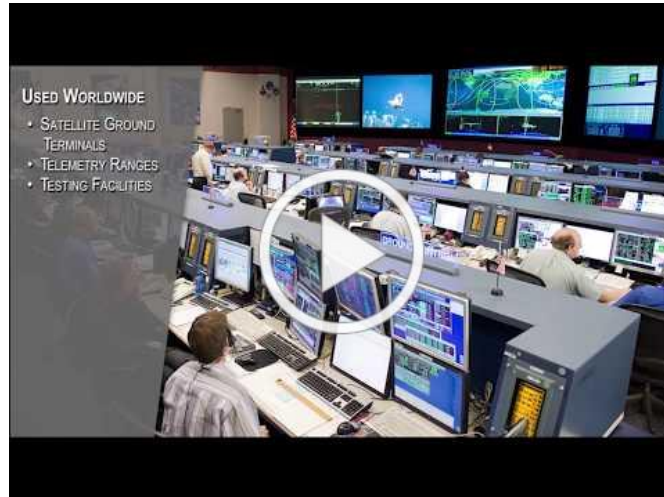 USED WORLDWIDE
• SATELLITE GROUND
TERMINALS
• TELEMETRY RANGES
• TESTING FACILITIES